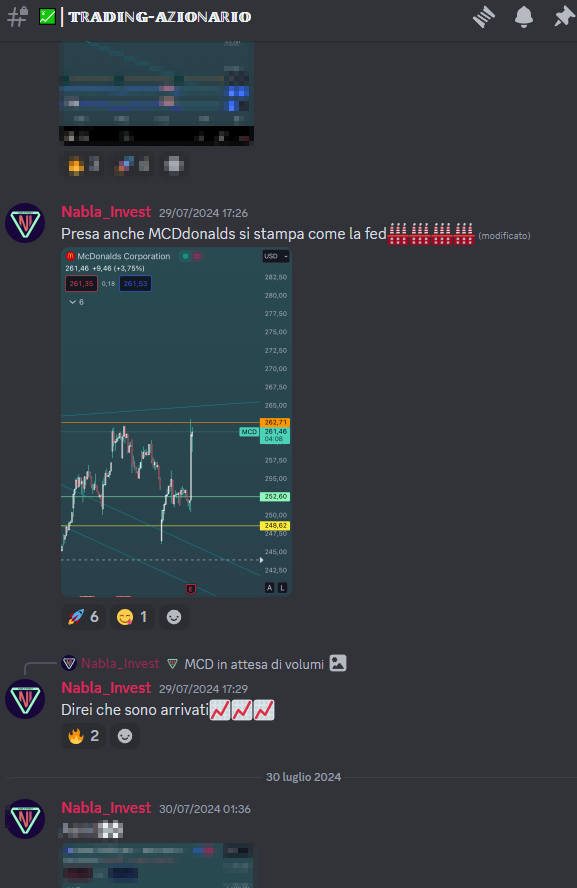 TRADING-AZIONARIO
Nabla_Invest 29/07/2024 17:26
Presa anche MCDdonalds si stampa come la fed (modificato)
McDonalds Corporation USD
261,46 +9,46 (+3,75%)
261,35 0,18 261,53
6
282,50
280,00
277,50
275,00
272,50
270,00
267,50
265,00
262,71
MCD 261,46
04:08
257,50
255,00
252,60
250,00
248,62
247,50
245,00
242,50
E
A L
6 1
Nabla_Invest MCD in attesa di volumi
Nabla_Invest 29/07/2024 17:29
Direi che sono arrivati
2
30 luglio 2024
Nabla_Invest 30/07/2024 01:36